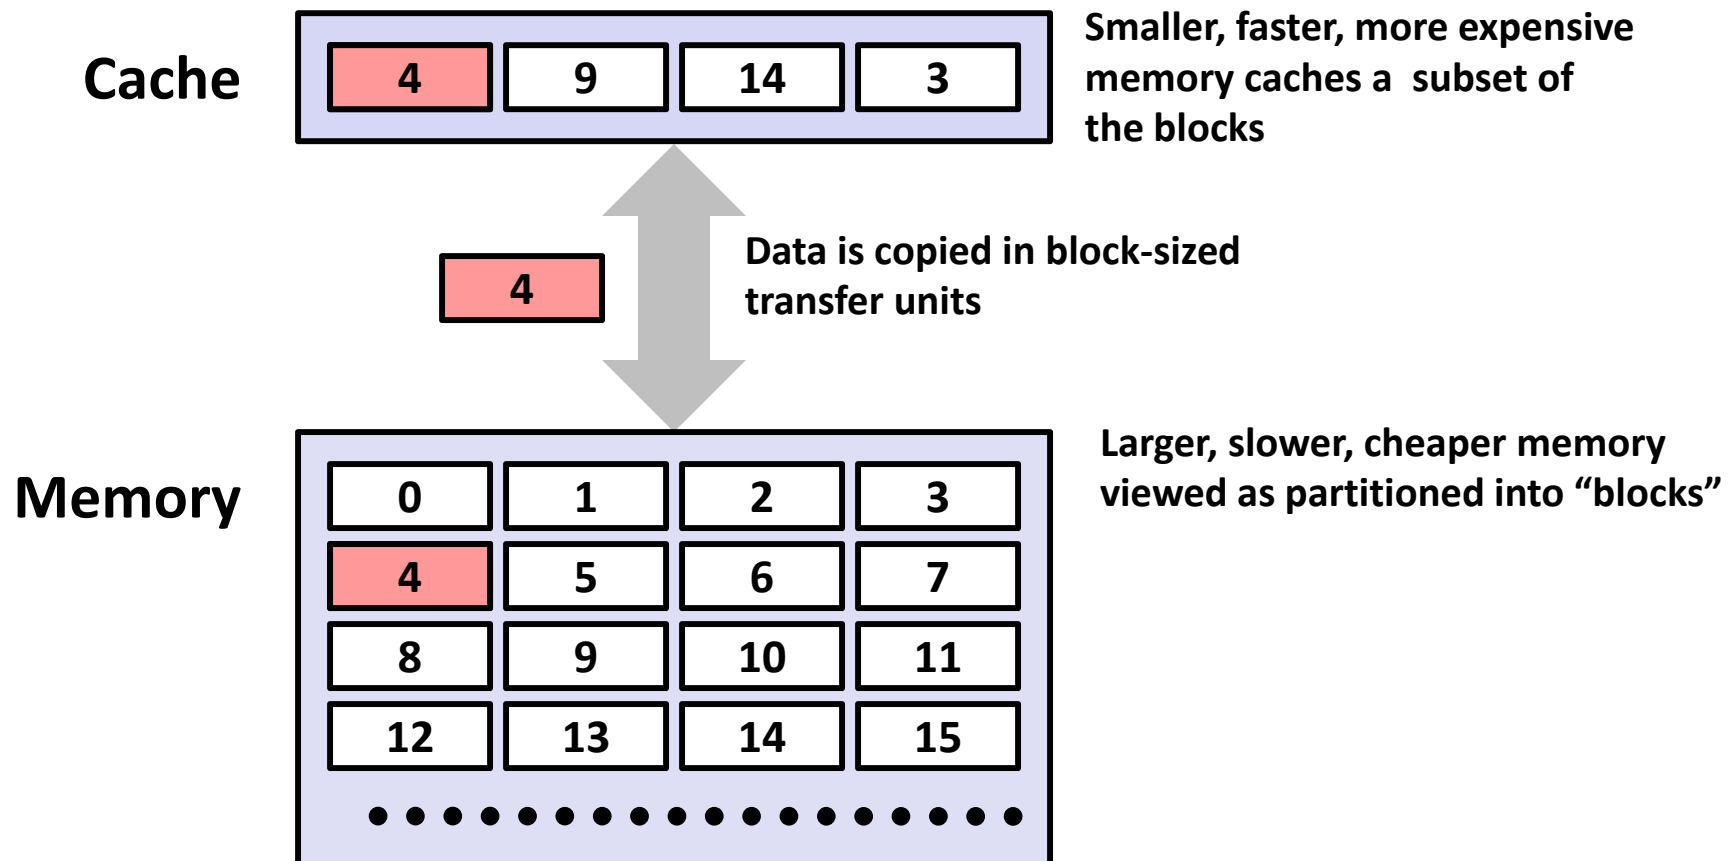 Cache
4 9 14 3
Smaller, faster, more expensive
memory caches a  subset of
the blocks
4
Data is copied in block-sized
transfer units
Memory
0 1 2 3
4 5 6 7
8 9 10 11
12 13 14 15
Larger, slower, cheaper memory
viewed as partitioned into “blocks”